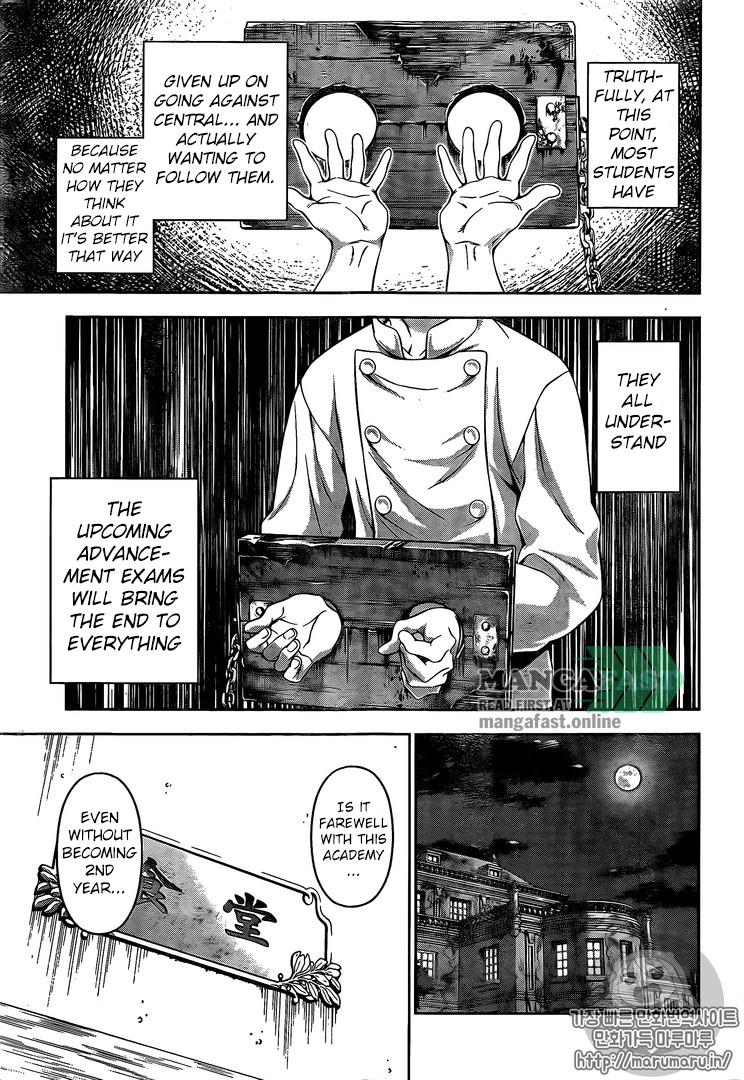 TRUTH-
FULLY, AT
THIS
POINT,
MOST
STUDENTS
HAVE
GIVEN UP ON
GOING AGAINST
CENTRAL... AND
ACTUALLY
WANTING TO
FOLLOW THEM.
BECAUSE
NO MATTER
HOW THEY
THINK
ABOUT IT
IT'S BETTER
THAT WAY
THEY
ALL
UNDER-
STAND
THE
UPCOMING
ADVANCE-
MENT EXAMS
WILL BRING
THE END TO
EVERYTHING
MANGAFAST
READ FIRST AT
mangafast.online
IS IT
FAREWELL
WITH THIS
ACADEMY
...
EVEN
WITHOUT
BECOMING
2ND
YEAR...
食堂
가장 빠른 만화번역사이트
만화가득 마루마루
http://marumaru.in/